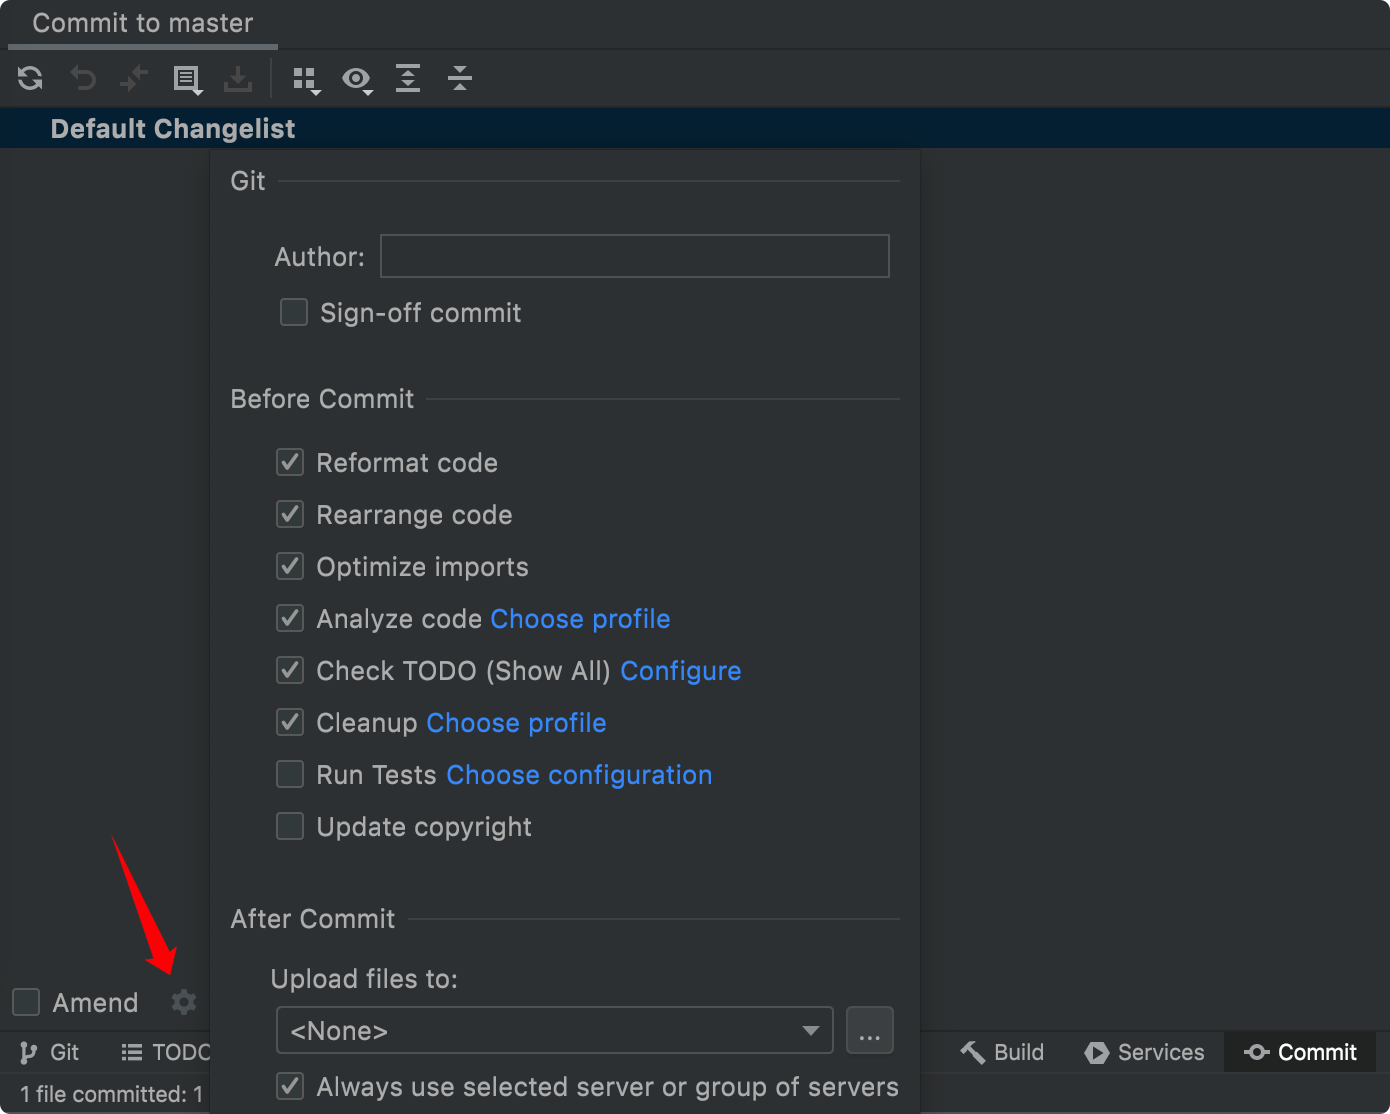 Commit to master
Default Changelist
Git
Author:
Sign-off commit
Before Commit
Reformat code
Rearrange code
Optimize imports
Analyze code Choose profile
Check TODO (Show All) Configure
Cleanup Choose profile
Run Tests Choose configuration
Update copyright
After Commit
Upload files to:
Amend
<None>
...
Git TODO Build Services Commit
Always use selected server or group of servers
1 file committed: 1